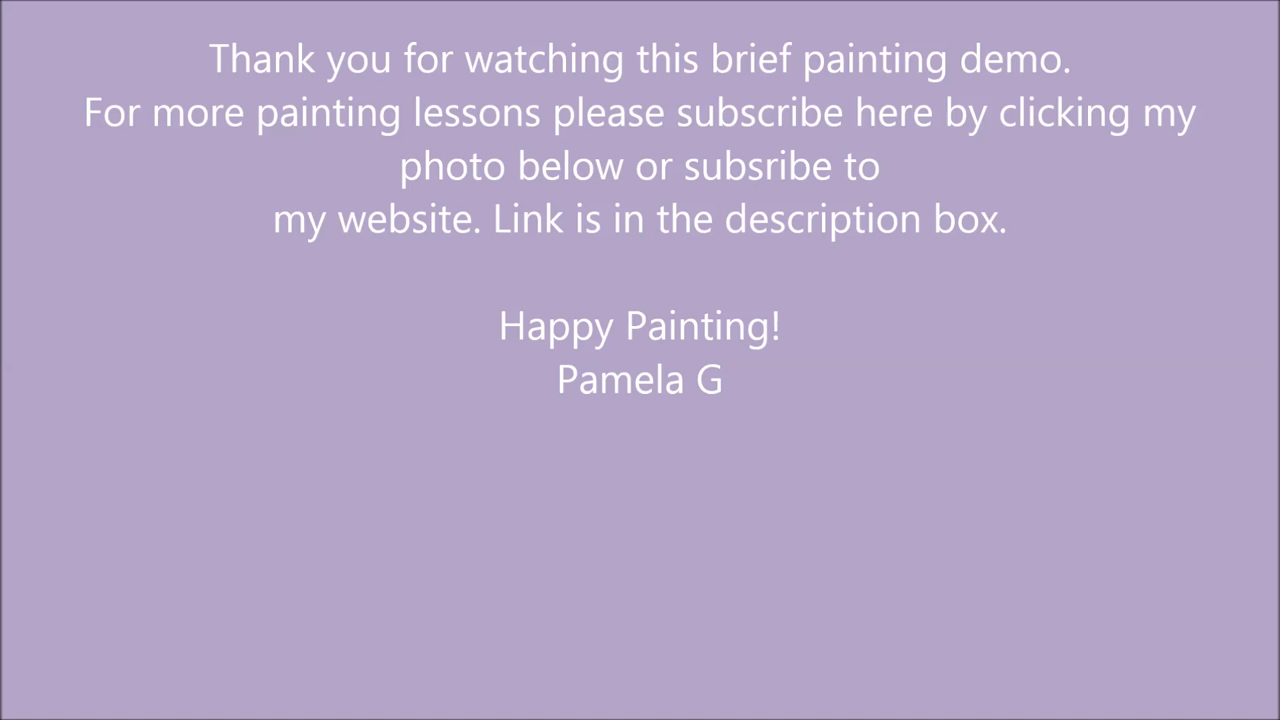 Thank you for watching this brief painting demo.
For more painting lessons please subscribe here by clicking my
photo below or subsribe to
my website. Link is in the description box.
Happy Painting!
Pamela G